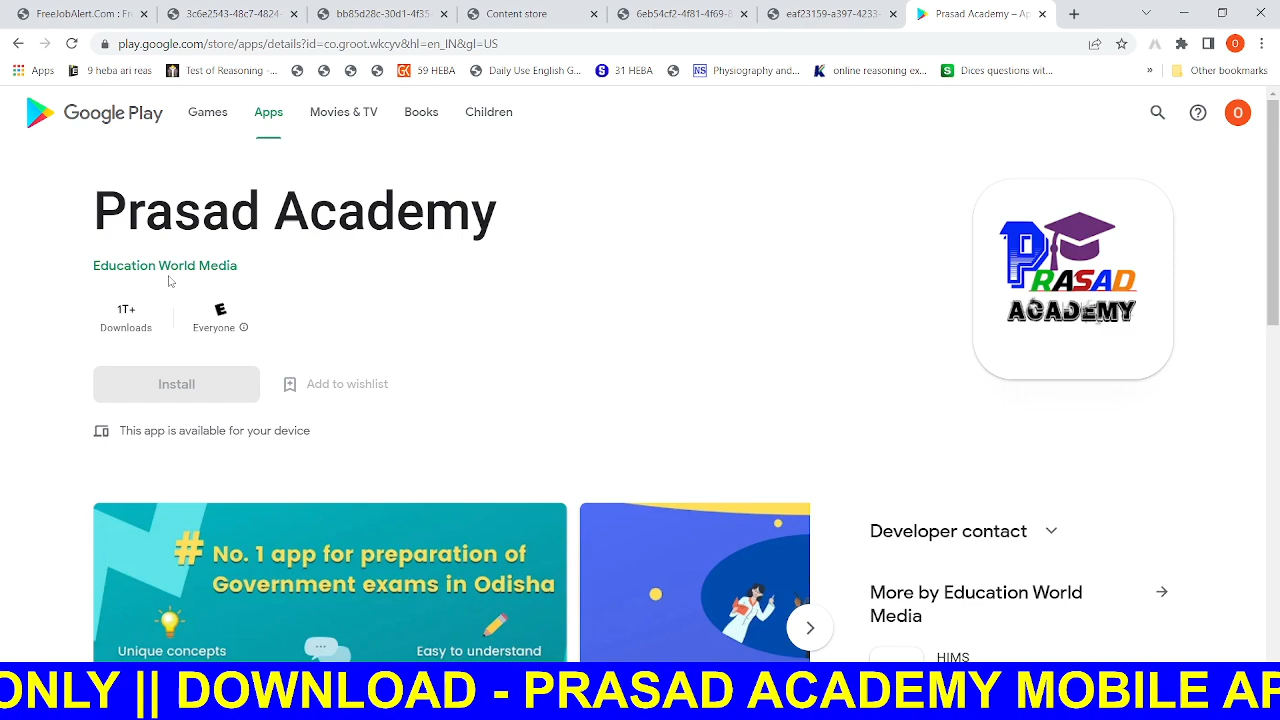 FreeJobAlert.Com : Fr
3c6e2543-48c7-4824-
bb85d28c-30d1-4f35-
Content store
6eb54cf2-4f81-4f69-8
eaf23159-a397-4233-
Prasad Academy – Ap
play.google.com/store/apps/details?id=co.groot.wkcyv&hl=en_IN&gl=US
O
Apps
9 heba ari reas
Test of Reasoning -...
GK 59 HEBA
Daily Use English G...
S 31 HEBA
NS Physiography and...
K online reasoning ex...
S Dices questions wit...
»
Other bookmarks
Google Play
Games
Apps
Movies & TV
Books
Children
O
Prasad Academy
Education World Media
1T+
Downloads
E
Everyone
Install
Add to wishlist
This app is available for your device
PRASAD
ACADEMY
# No. 1 app for preparation of
Government exams in Odisha
Unique concepts
Easy to understand
Developer contact
More by Education World
Media
HIMS
ONLY || DOWNLOAD - PRASAD ACADEMY MOBILE AP